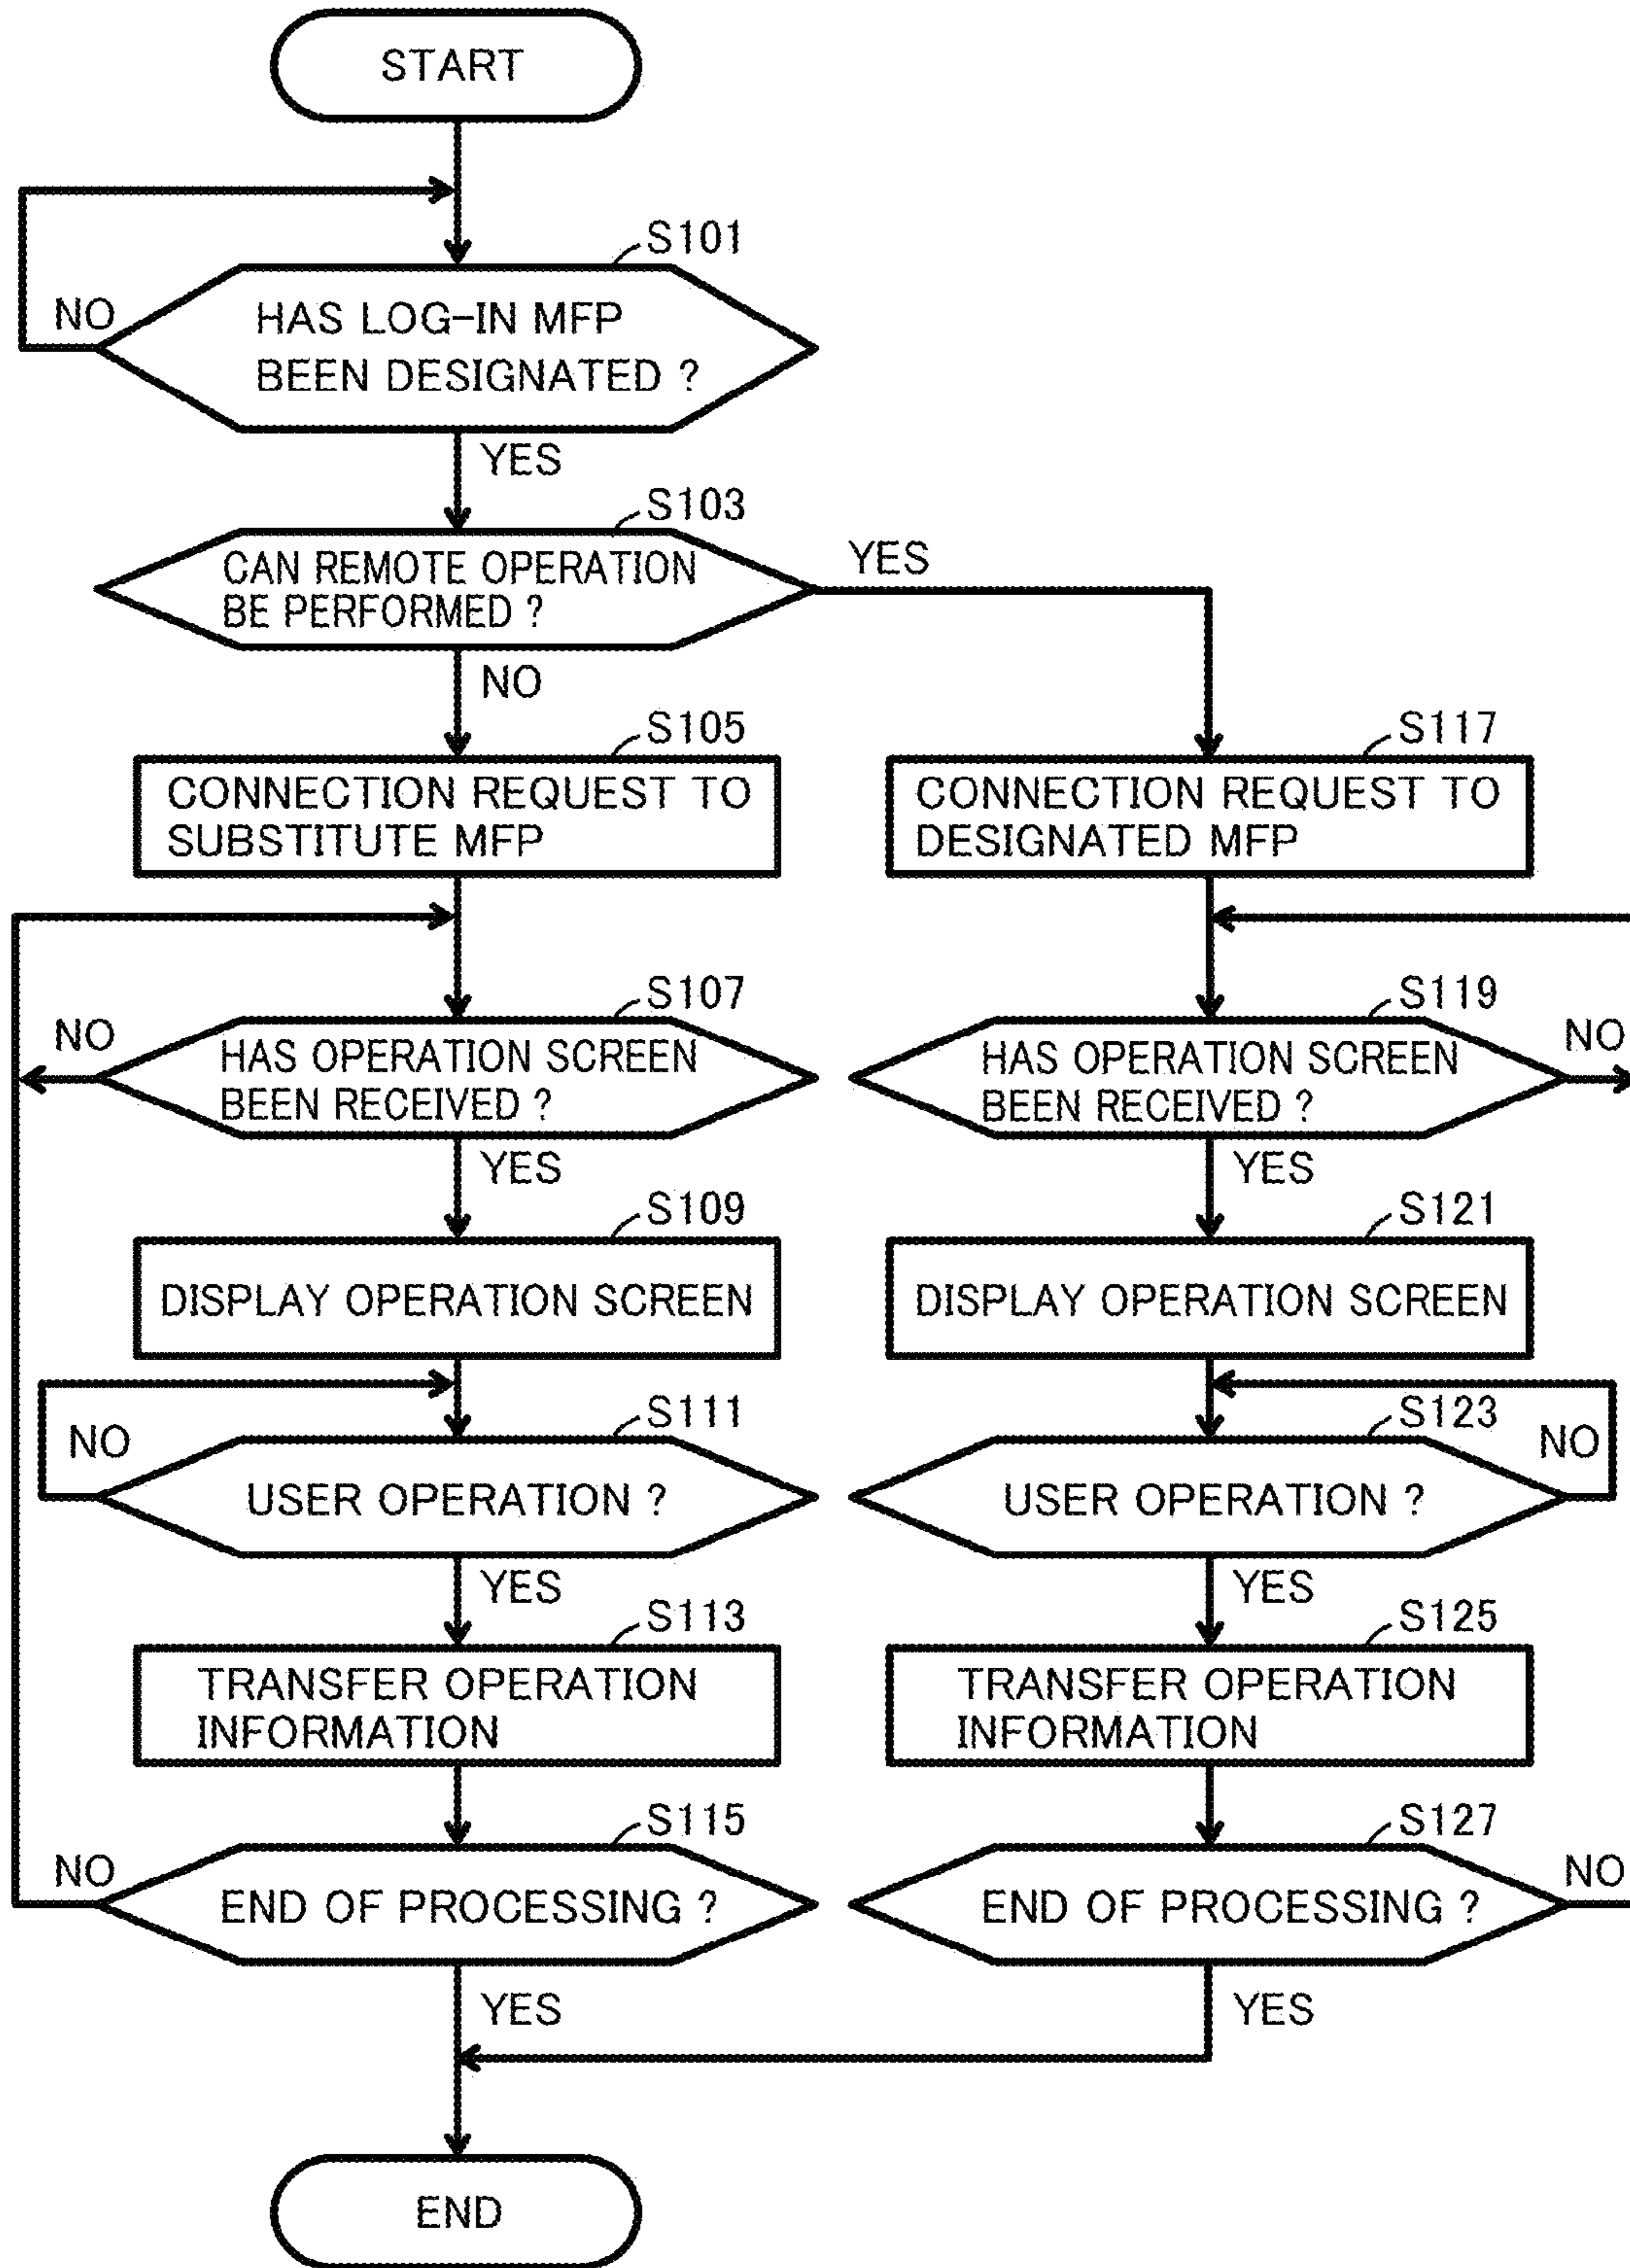 START
S101
NO
HAS LOG-IN MFP
BEEN DESIGNATED ?
YES
S103
CAN REMOTE OPERATION
BE PERFORMED ?
YES
NO
S105
CONNECTION REQUEST TO
SUBSTITUTE MFP
S117
CONNECTION REQUEST TO
DESIGNATED MFP
S107
NO
HAS OPERATION SCREEN
BEEN RECEIVED ?
YES
S119
NO
HAS OPERATION SCREEN
BEEN RECEIVED ?
YES
S109
DISPLAY OPERATION SCREEN
S121
DISPLAY OPERATION SCREEN
S111
NO
USER OPERATION ?
YES
S123
NO
USER OPERATION ?
YES
S113
TRANSFER OPERATION
INFORMATION
S125
TRANSFER OPERATION
INFORMATION
S115
NO
END OF PROCESSING ?
YES
S127
NO
END OF PROCESSING ?
YES
END